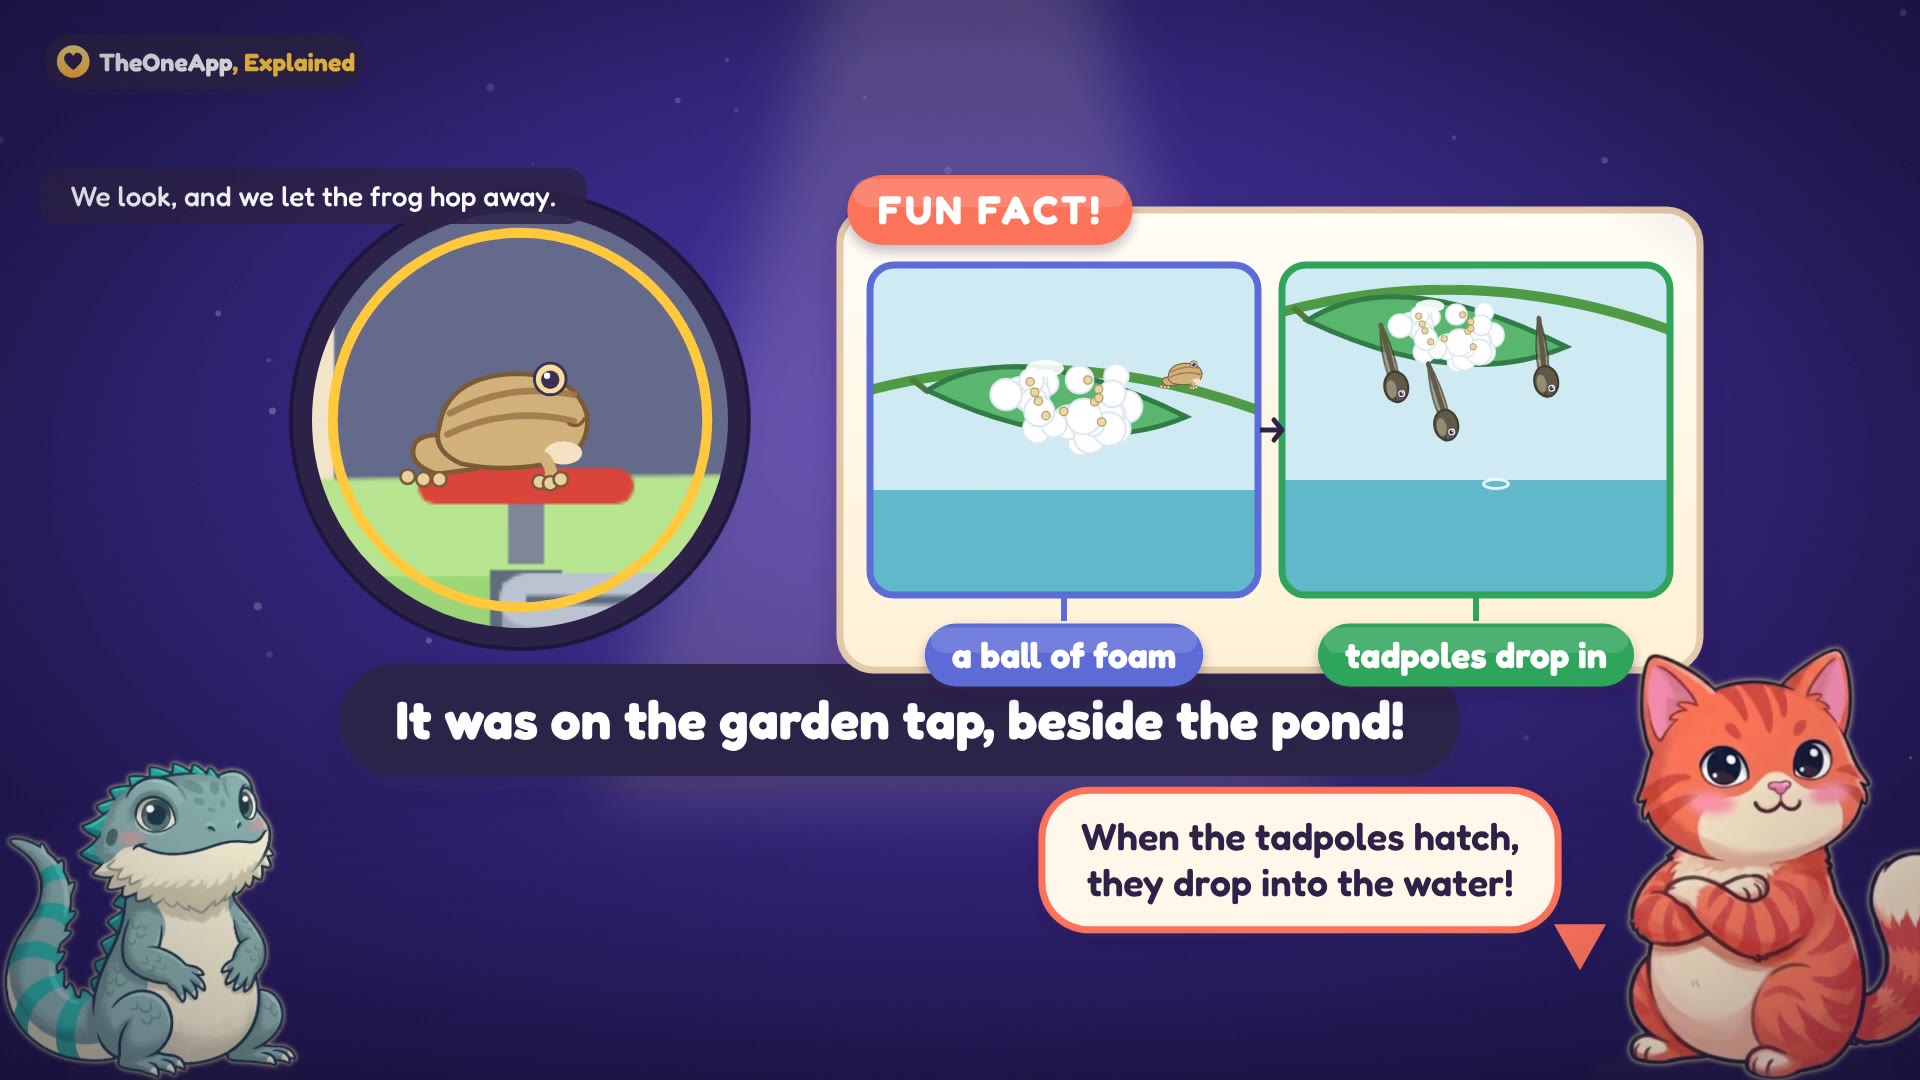 TheOneApp, Explained
We look, and we let the frog hop away.
FUN FACT!
a ball of foam
tadpoles drop in
It was on the garden tap, beside the pond!
When the tadpoles hatch,
they drop into the water!